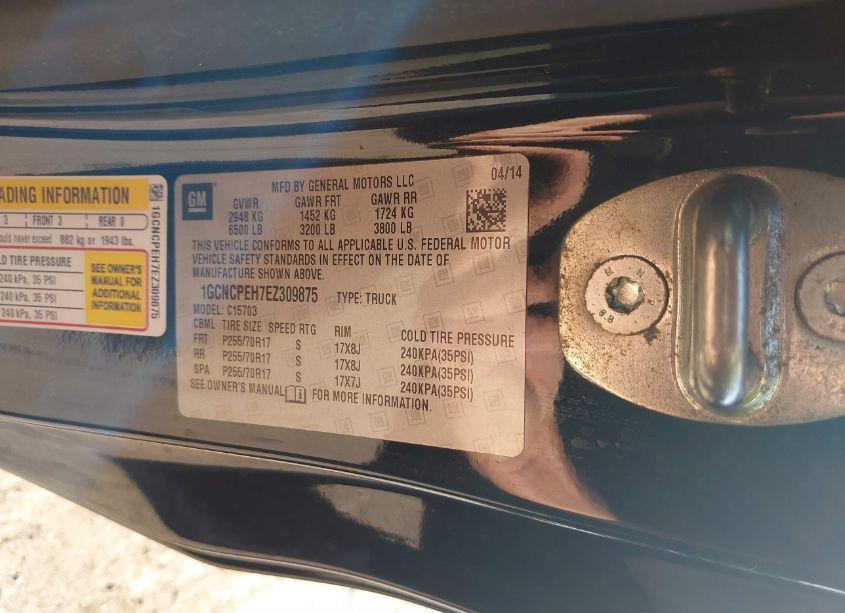 ADING INFORMATION
3 FRONT 3 REAR 0
ould never exceed 882 kg or 1943 lbs.
LD TIRE PRESSURE
240 kPa, 35 PSI
240 kPa, 35 PSI
240 kPa, 35 PSI
SEE OWNER'S
MANUAL FOR
ADDITIONAL
INFORMATION
1GCNCPEH7EZ309875
GM
MFD BY GENERAL MOTORS LLC 04/14
GVWR GAWR FRT GAWR RR
2948 KG 1452 KG 1724 KG
6500 LB 3200 LB 3800 LB
THIS VEHICLE CONFORMS TO ALL APPLICABLE U.S. FEDERAL MOTOR
VEHICLE SAFETY STANDARDS IN EFFECT ON THE DATE OF
MANUFACTURE SHOWN ABOVE.
1GCNCPEH7EZ309875 TYPE: TRUCK
MODEL: C15703
CBML TIRE SIZE SPEED RTG RIM COLD TIRE PRESSURE
FRT P255/70R17 S 17X8J 240KPA(35PSI)
RR P255/70R17 S 17X8J 240KPA(35PSI)
SPA P255/70R17 S 17X7J 240KPA(35PSI)
SEE OWNER'S MANUAL FOR MORE INFORMATION.